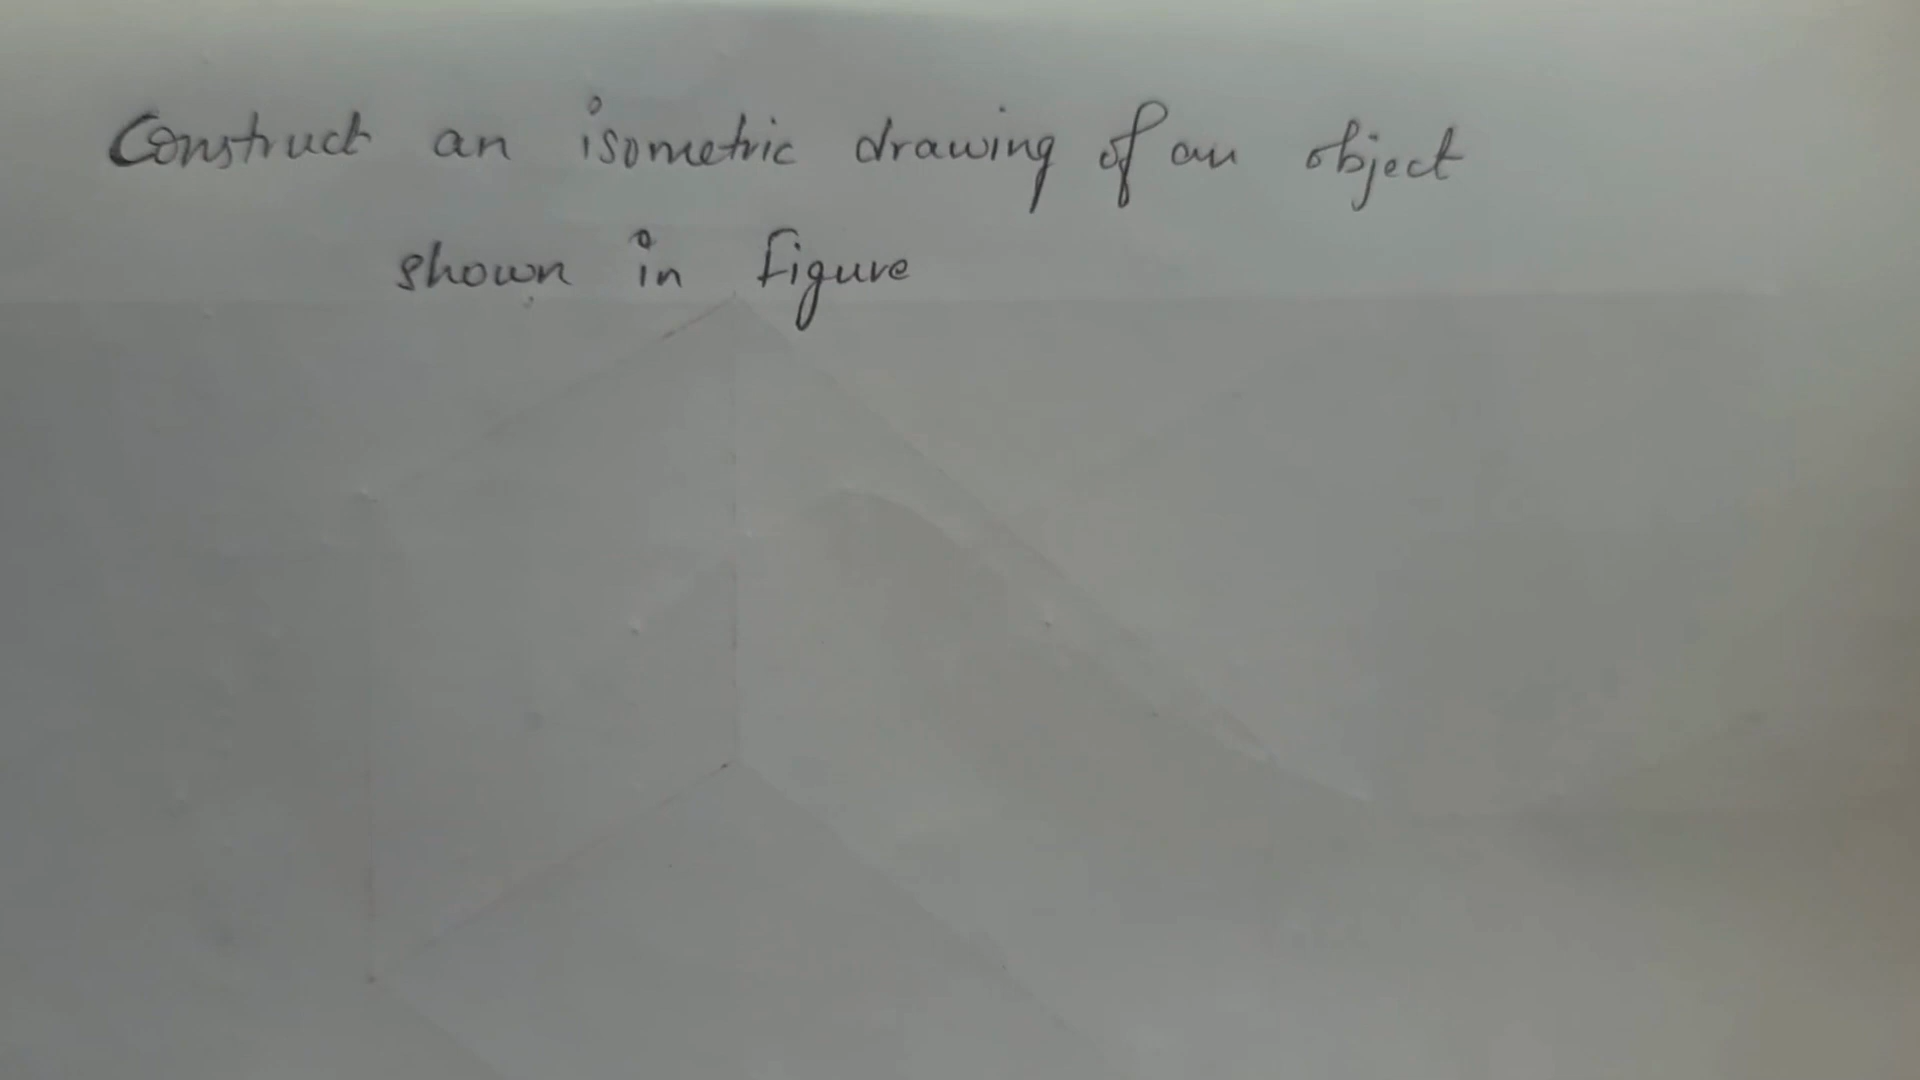 Construct an isometric drawing of an object
shown in figure